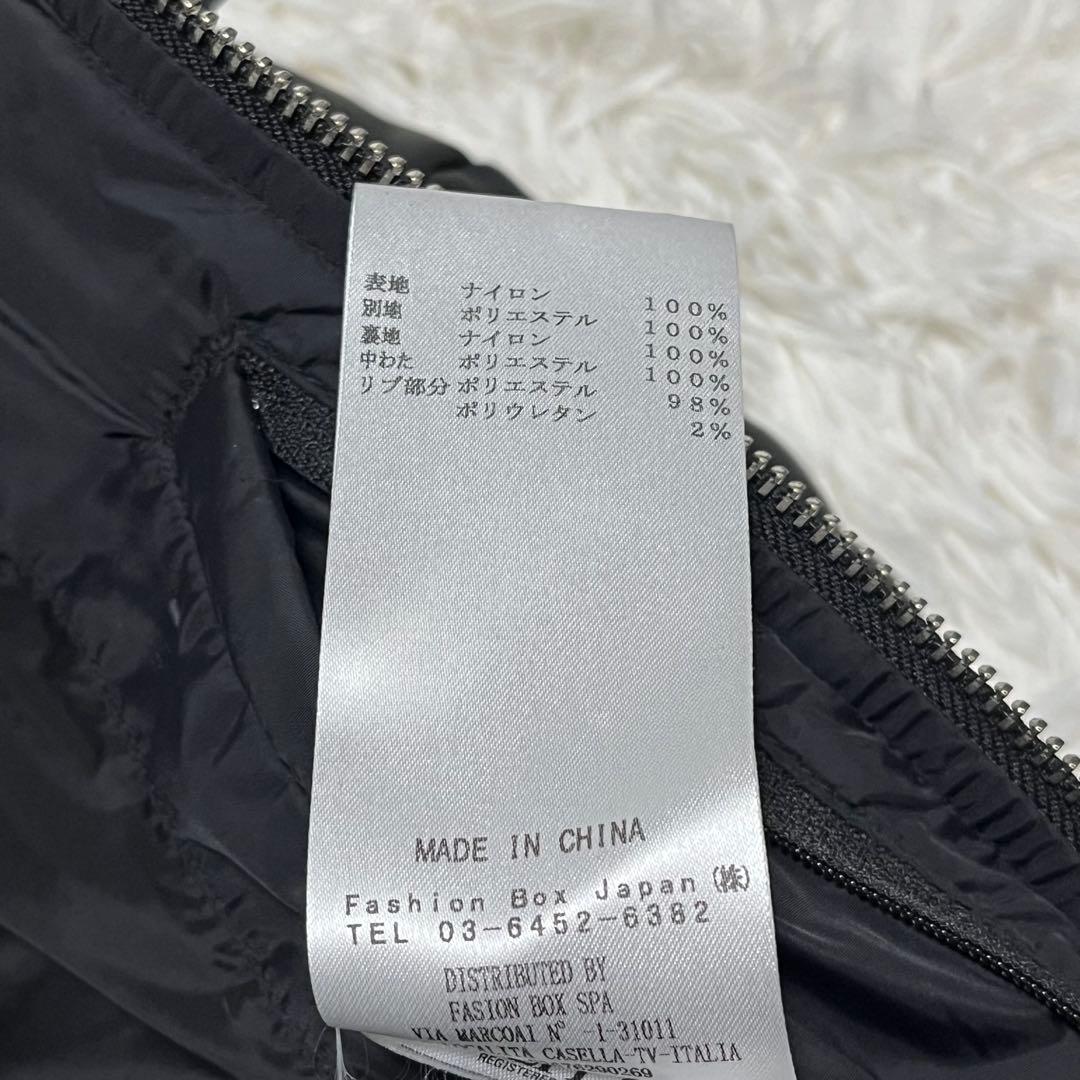 表地 ナイロン 100%
別地 ポリエステル 100%
裏地 ナイロン 100%
中わた ポリエステル 100%
リブ部分 ポリエステル 98%
ポリウレタン 2%
MADE IN CHINA
Fashion Box Japan (株)
TEL 03-6452-6382
DISTRIBUTED BY
FASION BOX SPA
VIA MARCOAI Nº -1-31011
CASELLA-TV-ITALIA
REGISTERE